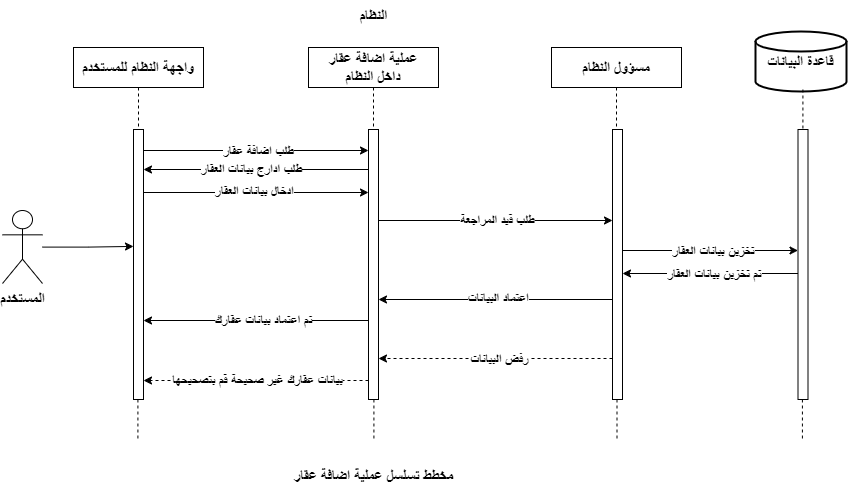 النظام
واجهة النظام للمستخدم
عملية اضافة عقار
داخل النظام
مسؤول النظام
قاعدة البيانات
طلب اضافة عقار
طلب ادارج بيانات العقار
ادخال بيانات العقار
طلب قيد المراجعة
تخزين بيانات العقار
تم تخزين بيانات العقار
اعتماد البيانات
تم اعتماد بيانات عقارك
رفض البيانات
بيانات عقارك غير صحيحة قم بتصحيحها
المستخدم
مخطط تسلسل عملية اضافة عقار